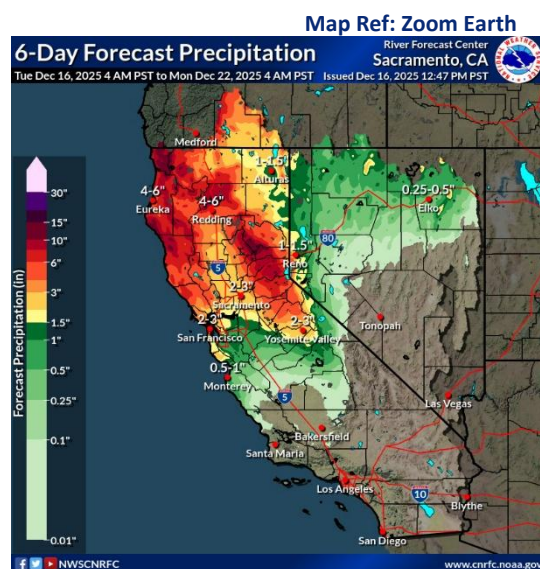 Map Ref: Zoom Earth
6-Day Forecast Precipitation
River Forecast Center
Sacramento, CA
Tue Dec 16, 2025 4 AM PST to Mon Dec 22, 2025 4 AM PST Issued Dec 16, 2025 12:47 PM PST
Medford
1-1.5"
Alturas
4-6"
Eureka
4-6"
Redding
0.25-0.5"
Elko
80
1-1.5"
Reno
5
2-3"
Sacramento
2-3"
San Francisco
2-3"
Yosemite Valley
Tonopah
0.5-1"
Monterey
5
Las Vegas
Bakersfield
Santa Maria
Los Angeles
10
Blythe
San Diego
Forecast Precipitation (in)
30"
15"
10"
6"
3"
1.5"
1"
0.5"
0.25"
0.1"
0.01"
NWSCNRFC
www.cnrfc.noaa.gov